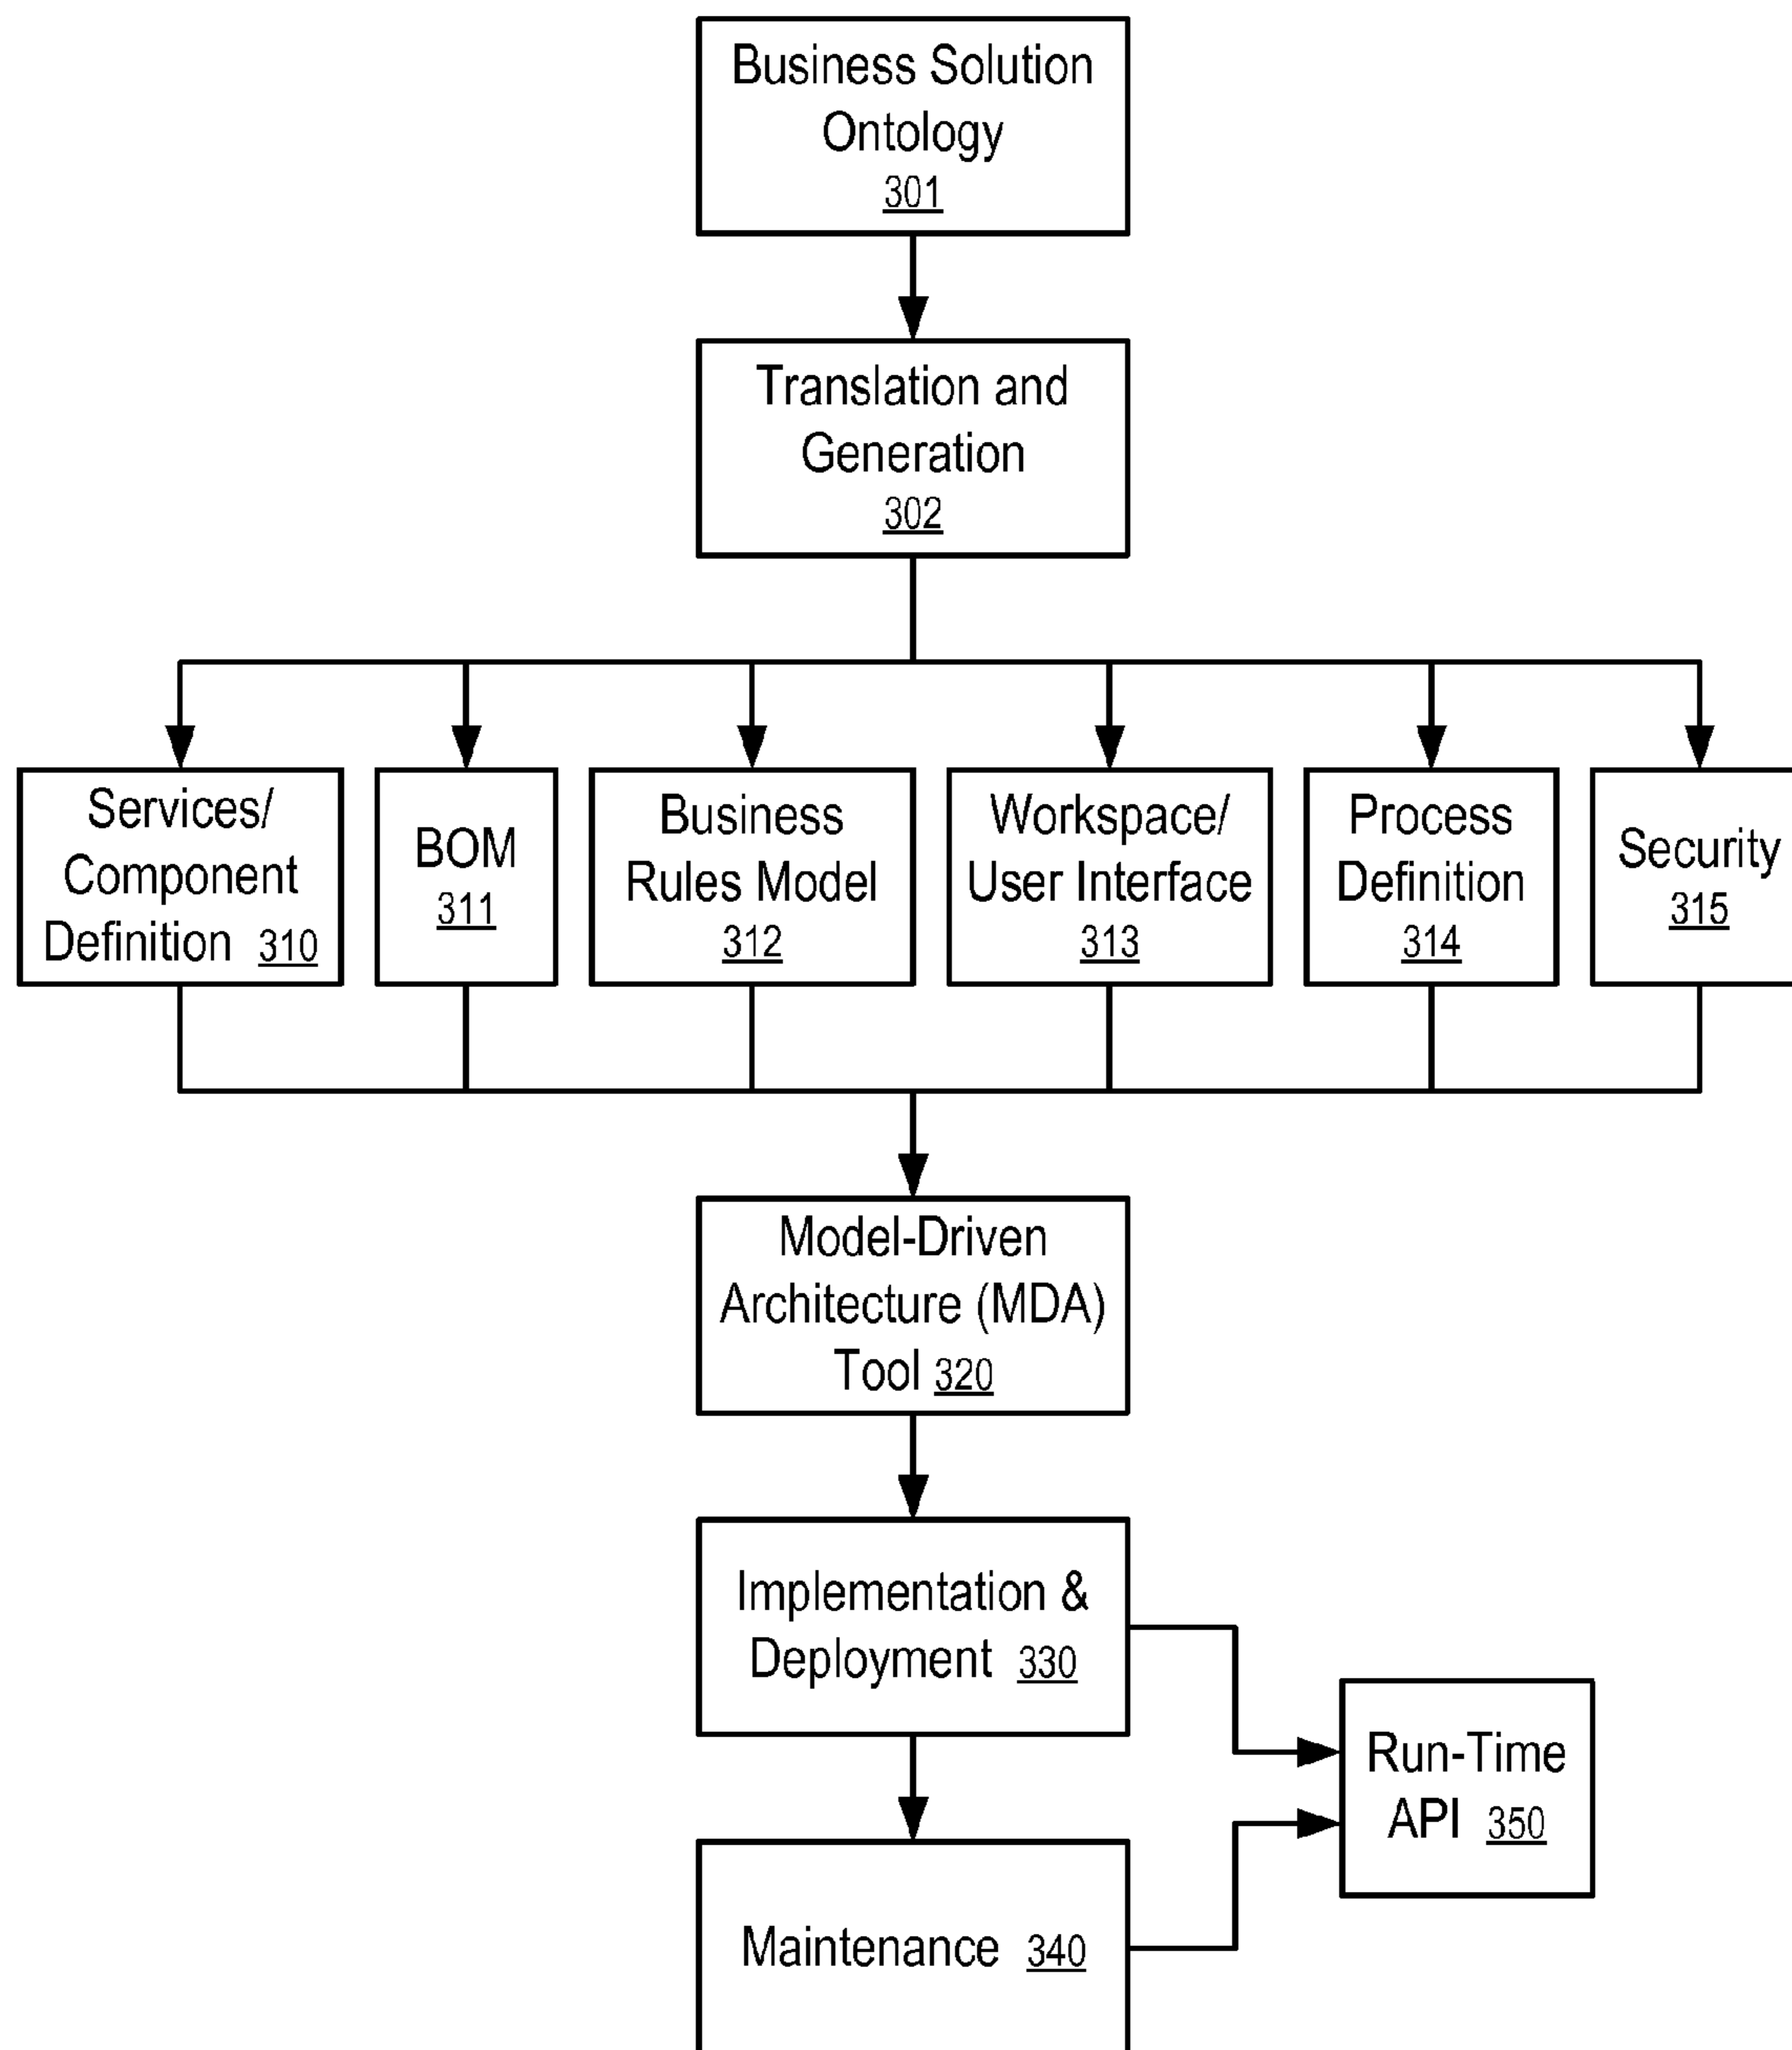 Business Solution
Ontology
301
Translation and
Generation
302
Services/
Component
Definition 310
BOM
311
Business
Rules Model
312
Workspace/
User Interface
313
Process
Definition
314
Security
315
Model-Driven
Architecture (MDA)
Tool 320
Implementation &
Deployment 330
Run-Time
API 350
Maintenance 340